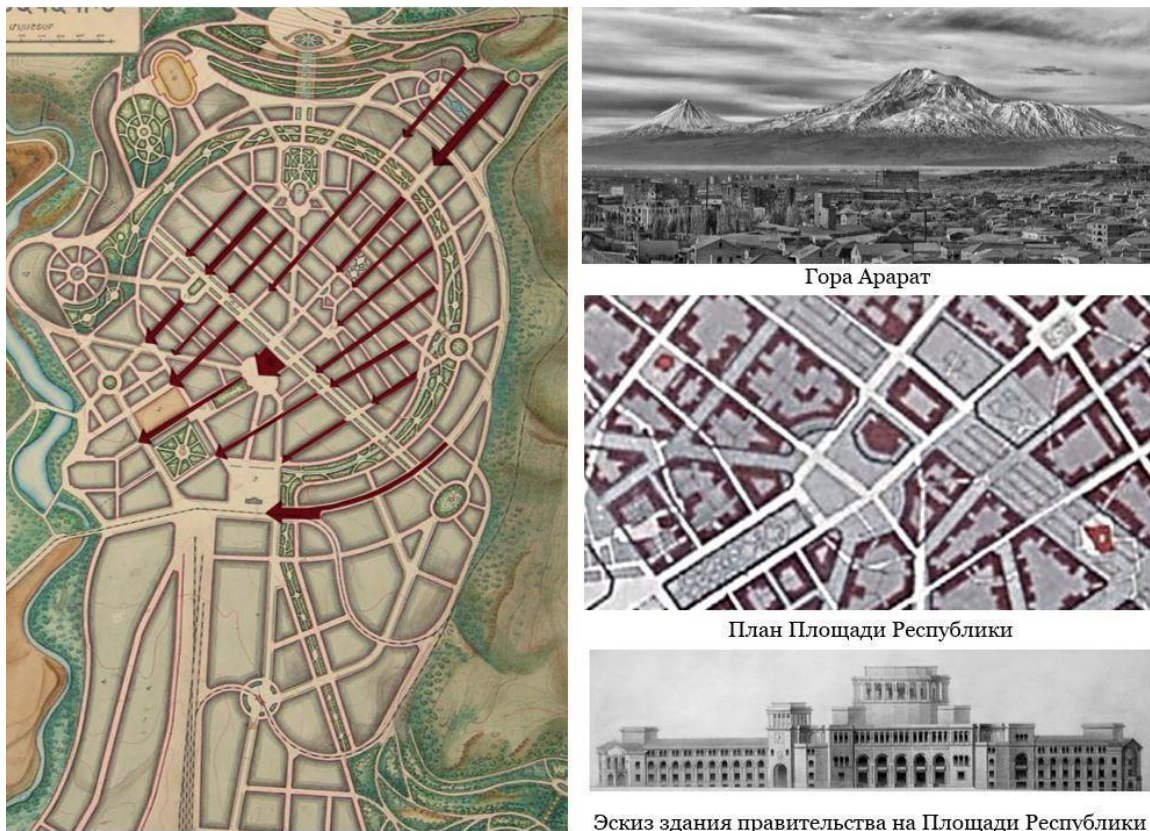 Гора Арарат
План Площади Республики
Эскиз здания правительства на Площади Республики